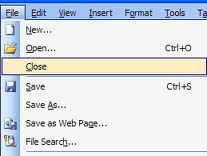 File Edit View Insert Format Tools Ta
New...
Open... Ctrl+O
Close
Save Ctrl+S
Save As...
Save as Web Page...
File Search...